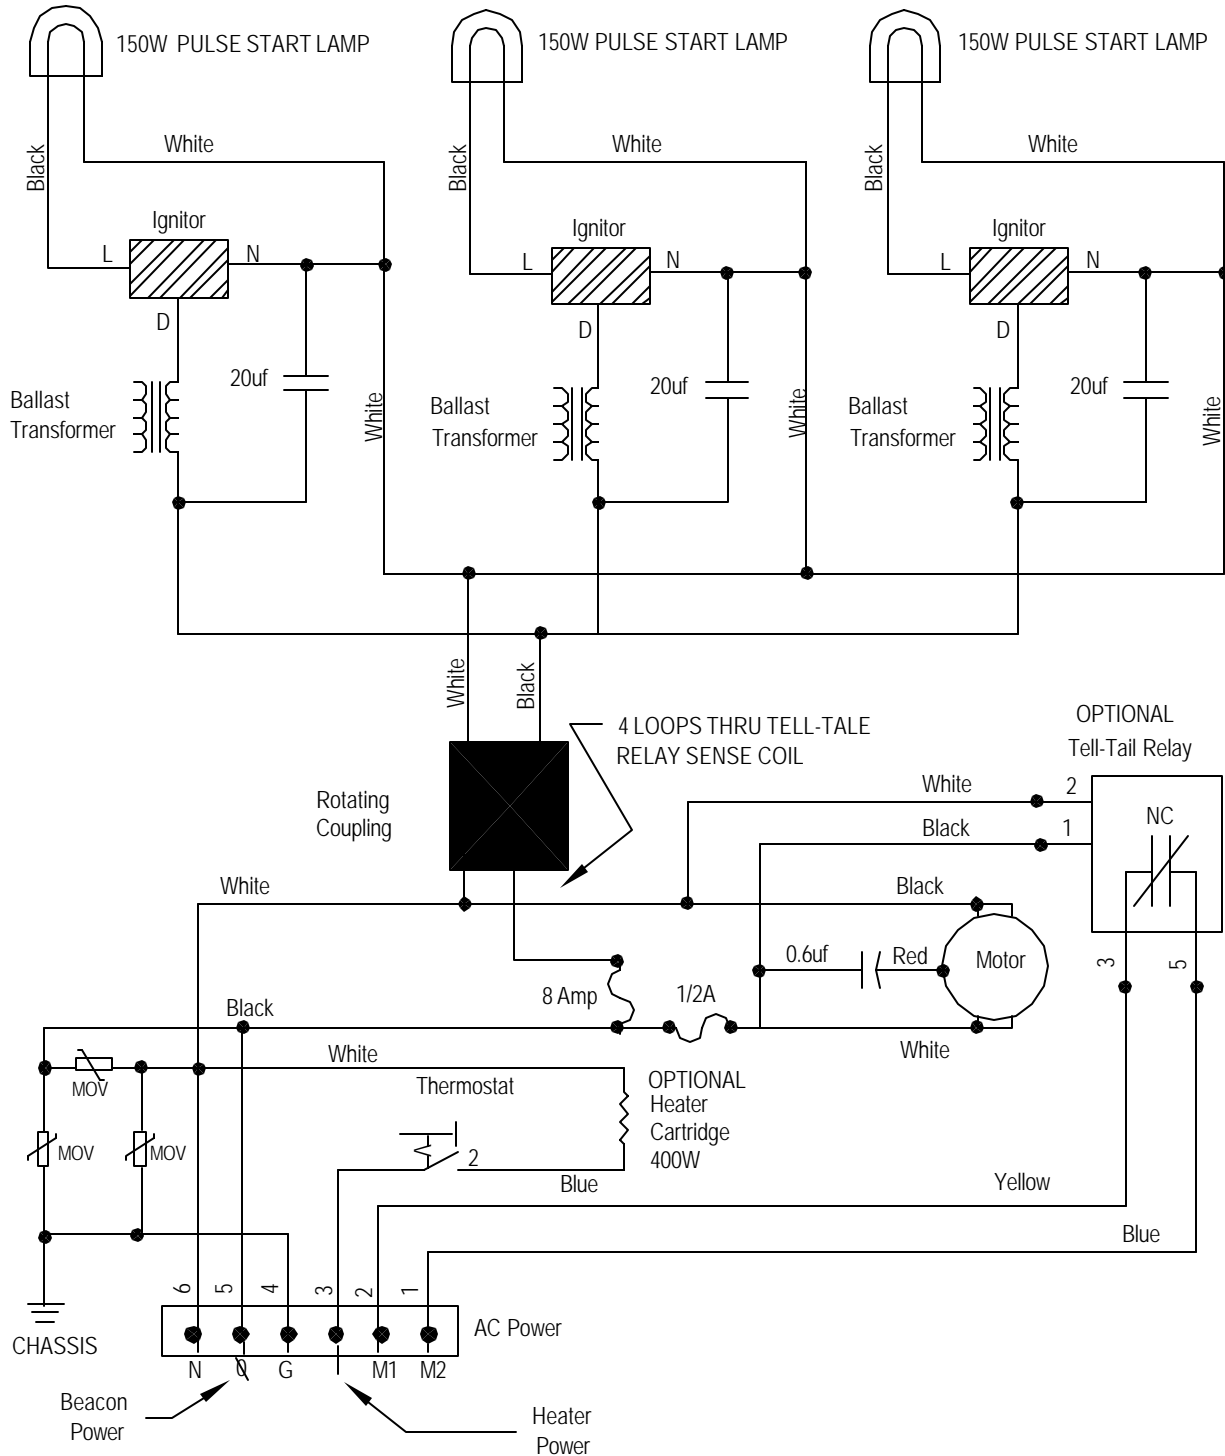 150W PULSE START LAMP
150W PULSE START LAMP
150W PULSE START LAMP
White
White
White
Black
Black
Black
Ignitor
Ignitor
Ignitor
L
N
L
N
L
N
D
D
D
Ballast
Transformer
20uf
White
Ballast
Transformer
20uf
White
Ballast
Transformer
20uf
White
White
Black
4 LOOPS THRU TELL-TALE
RELAY SENSE COIL
OPTIONAL
Tell-Tail Relay
Rotating
Coupling
White
2
Black
1
NC
White
Black
0.6uf
Red
Motor
3
5
8 Amp
1/2A
Black
White
White
MOV
MOV
MOV
Thermostat
2
OPTIONAL
Heater
Cartridge
400W
Blue
Yellow
Blue
6
5
4
3
2
1
CHASSIS
AC Power
N
0
G
M1
M2
Beacon
Power
Heater
Power